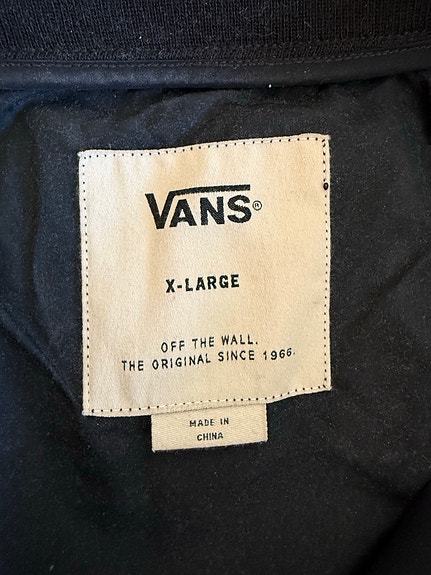 VANS®
X-LARGE
OFF THE WALL.
THE ORIGINAL SINCE 1966.
MADE IN
CHINA